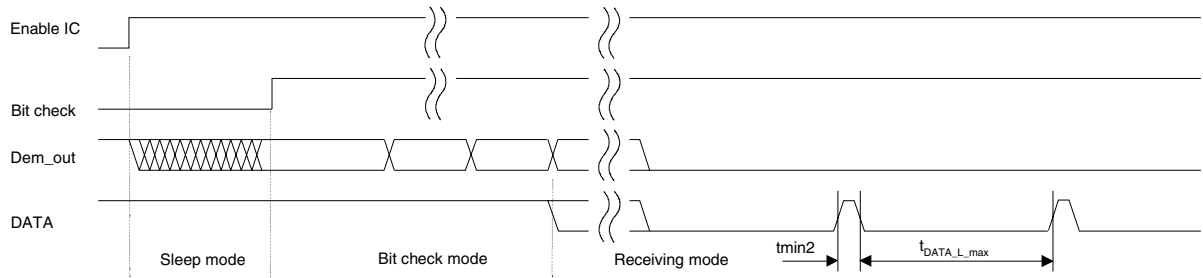 Enable IC
Bit check
Dem_out
DATA
tmin2
tDATA_L_max
Sleep mode
Bit check mode
Receiving mode